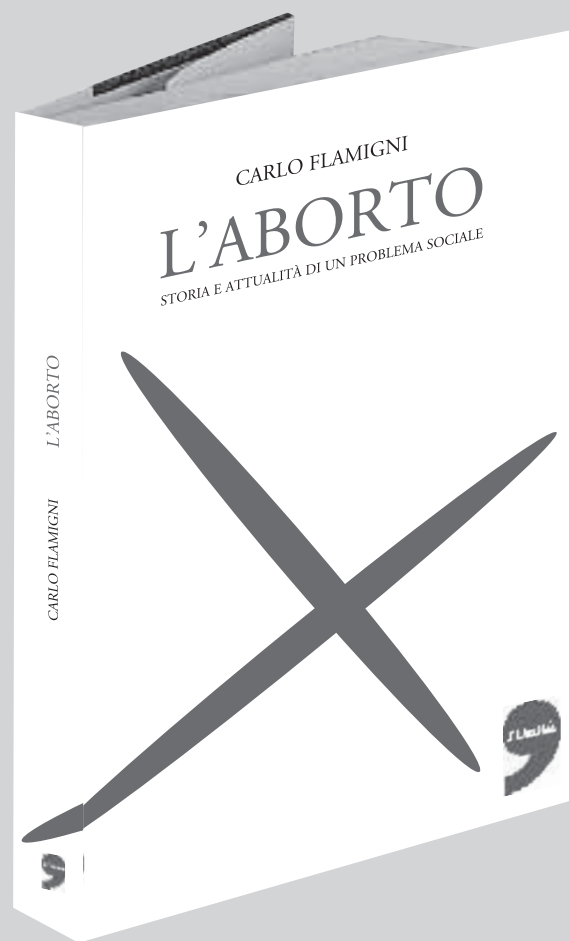 CARLO FLAMIGNI
L'ABORTO
STORIA E ATTUALITÀ DI UN PROBLEMA SOCIALE
L'ABORTO
CARLO FLAMIGNI